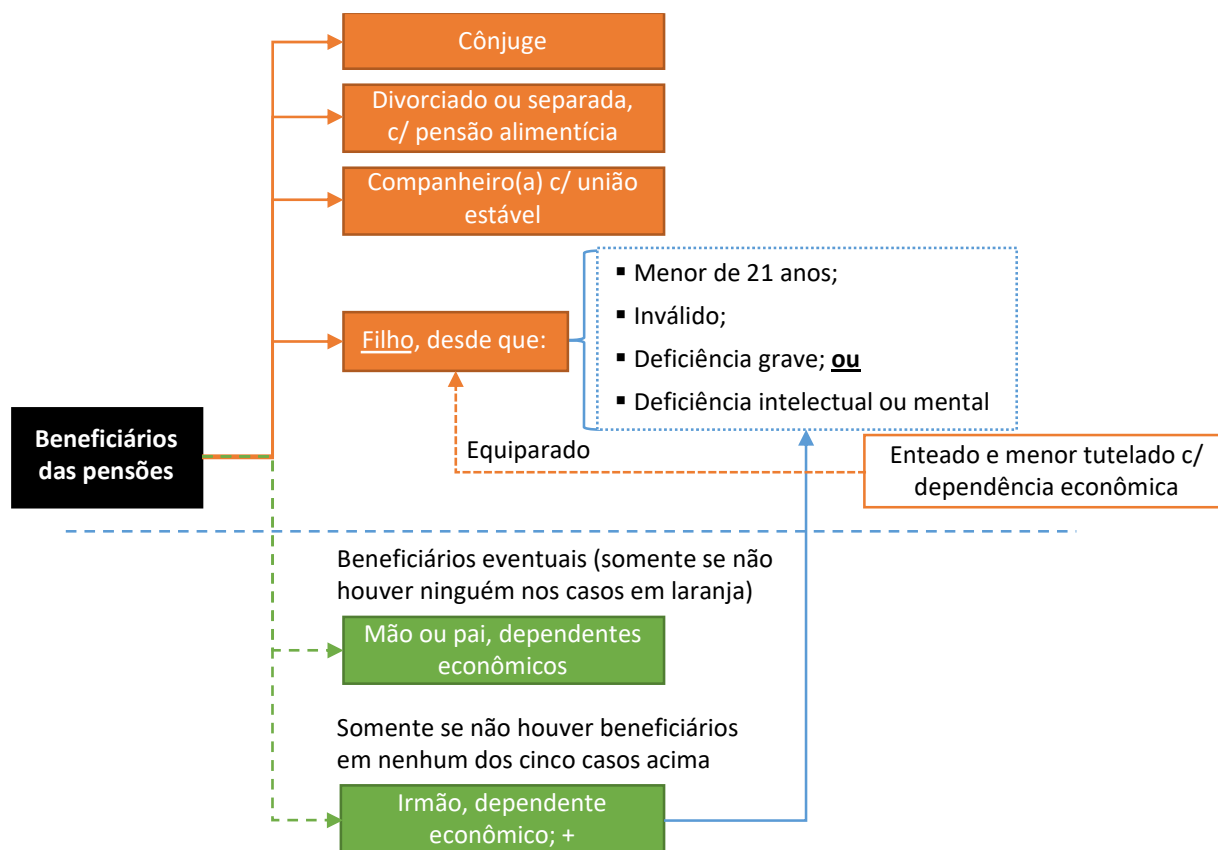 Cônjuge
Divorciado ou separada,
c/ pensão alimentícia
Companheiro(a) c/ união
estável
▪ Menor de 21 anos;
▪ Inválido;
Filho, desde que:
▪ Deficiência grave; ou
▪ Deficiência intelectual ou mental
Beneficiários
das pensões
Equiparado
Enteado e menor tutelado c/
dependência econômica
Beneficiários eventuais (somente se não
houver ninguém nos casos em laranja)
Mão ou pai, dependentes
econômicos
Somente se não houver beneficiários
em nenhum dos cinco casos acima
Irmão, dependente
econômico; +